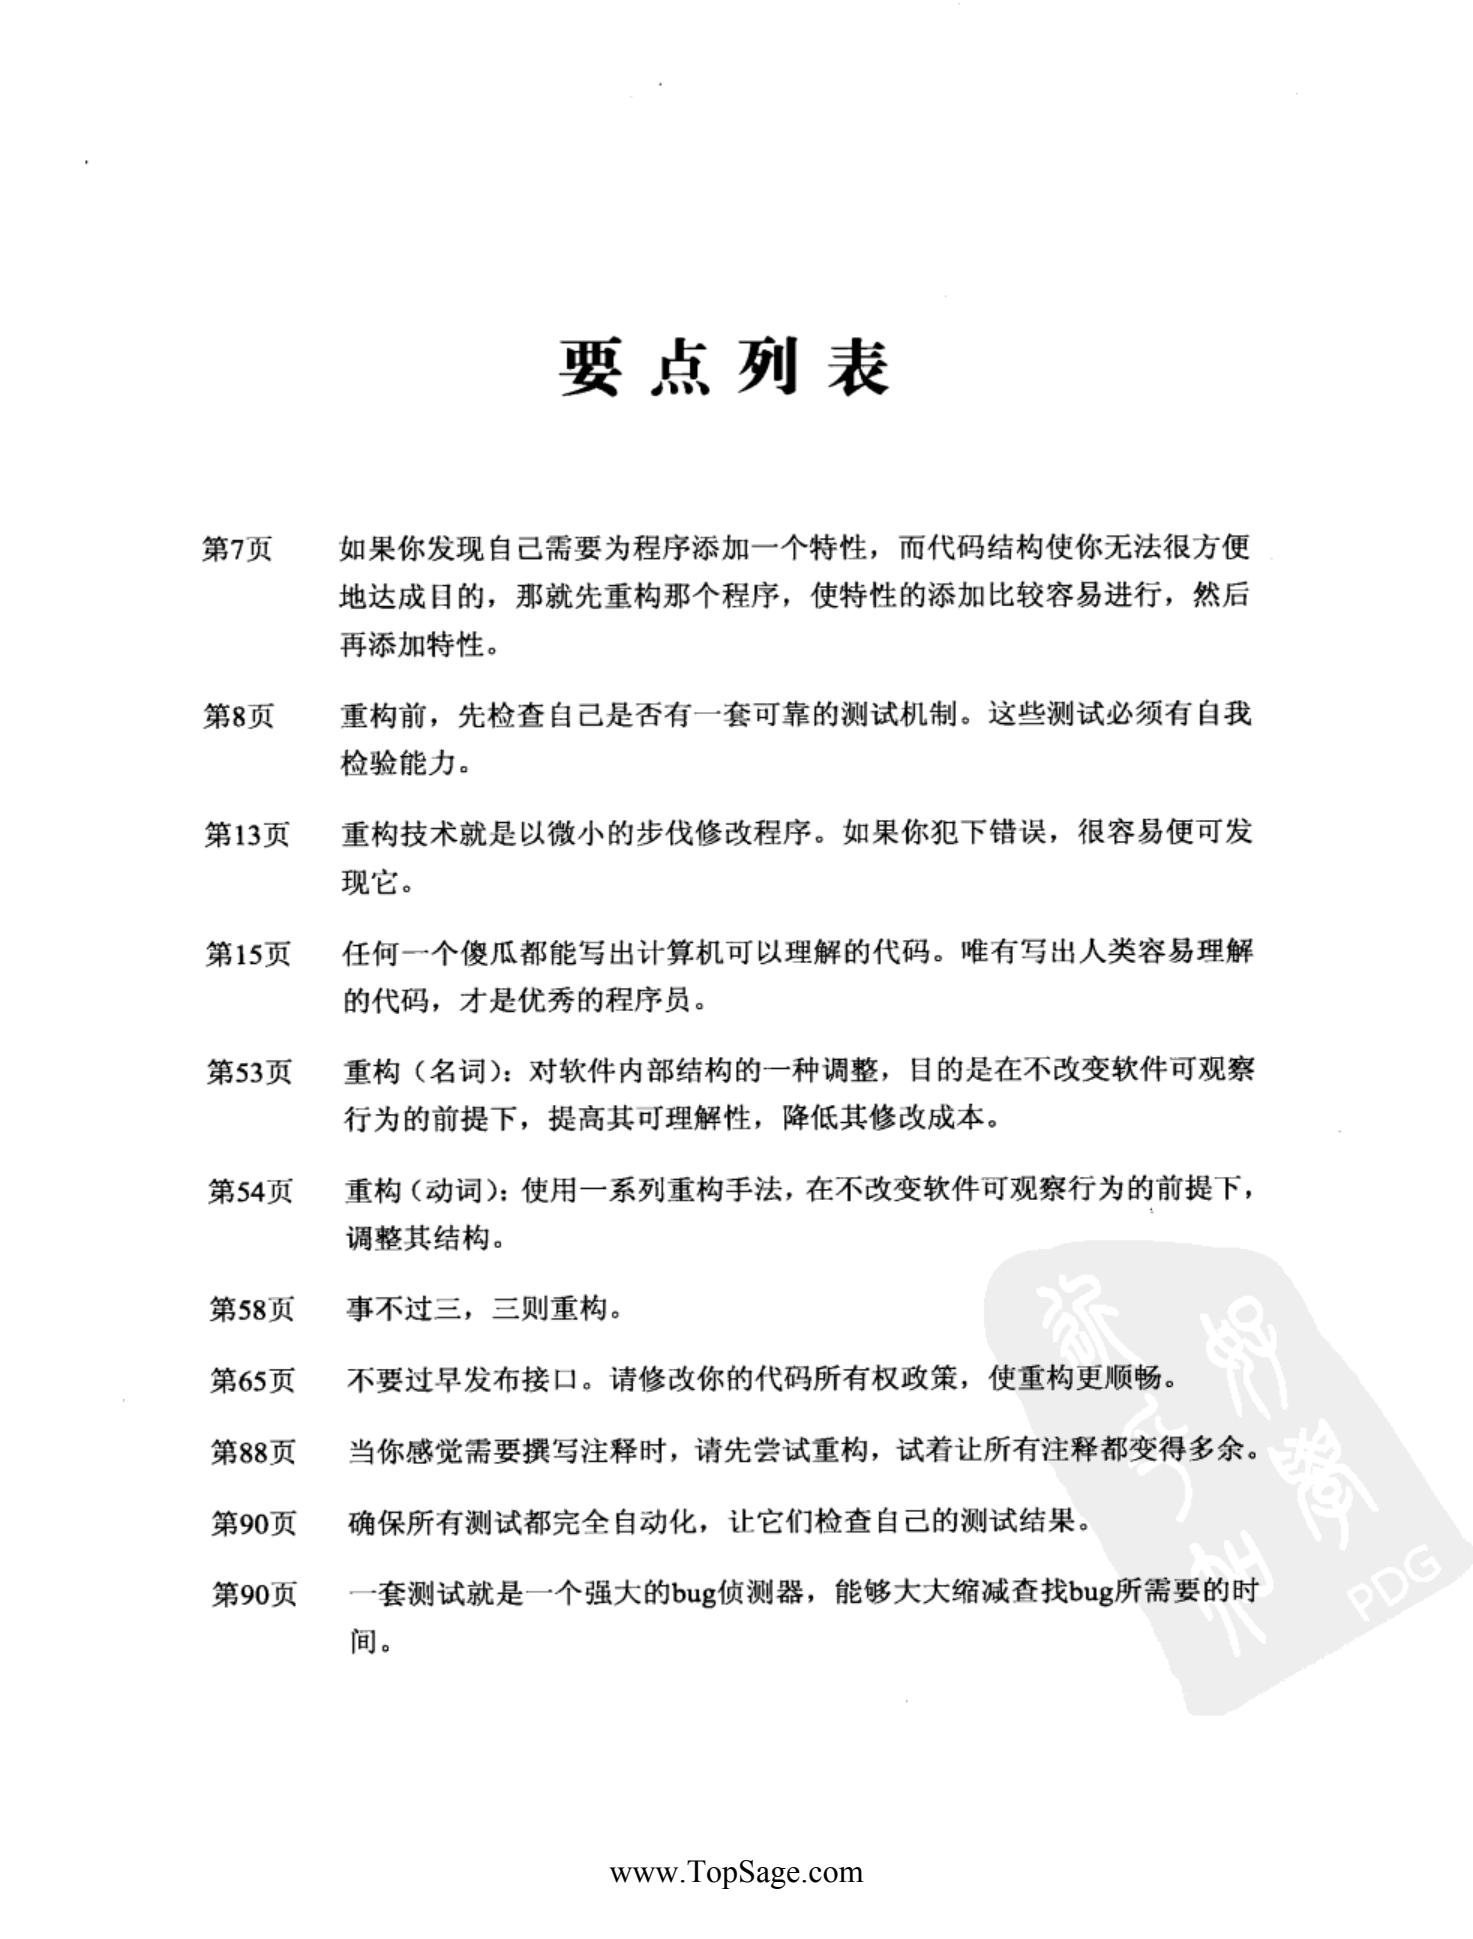 要点列表
第7页 如果你发现自己需要为程序添加一个特性，而代码结构使你无法很方便
地达成目的，那就先重构那个程序，使特性的添加比较容易进行，然后
再添加特性。
第8页 重构前，先检查自己是否有一套可靠的测试机制。这些测试必须有自我
检验能力。
第13页 重构技术就是以微小的步伐修改程序。如果你犯下错误，很容易便可发
现它。
第15页 任何一个傻瓜都能写出计算机可以理解的代码。唯有写出人类容易理解
的代码，才是优秀的程序员。
第53页 重构（名词）：对软件内部结构的一种调整，目的是在不改变软件可观察
行为的前提下，提高其可理解性，降低其修改成本。
第54页 重构（动词）：使用一系列重构手法，在不改变软件可观察行为的前提下，
调整其结构。
第58页 事不过三，三则重构。
第65页 不要过早发布接口。请修改你的代码所有权政策，使重构更顺畅。
第88页 当你感觉需要撰写注释时，请先尝试重构，试着让所有注释都变得多余。
第90页 确保所有测试都完全自动化，让它们检查自己的测试结果。
第90页 一套测试就是一个强大的bug侦测器，能够大大缩减查找bug所需要的时
间。
PDG
www.TopSage.com